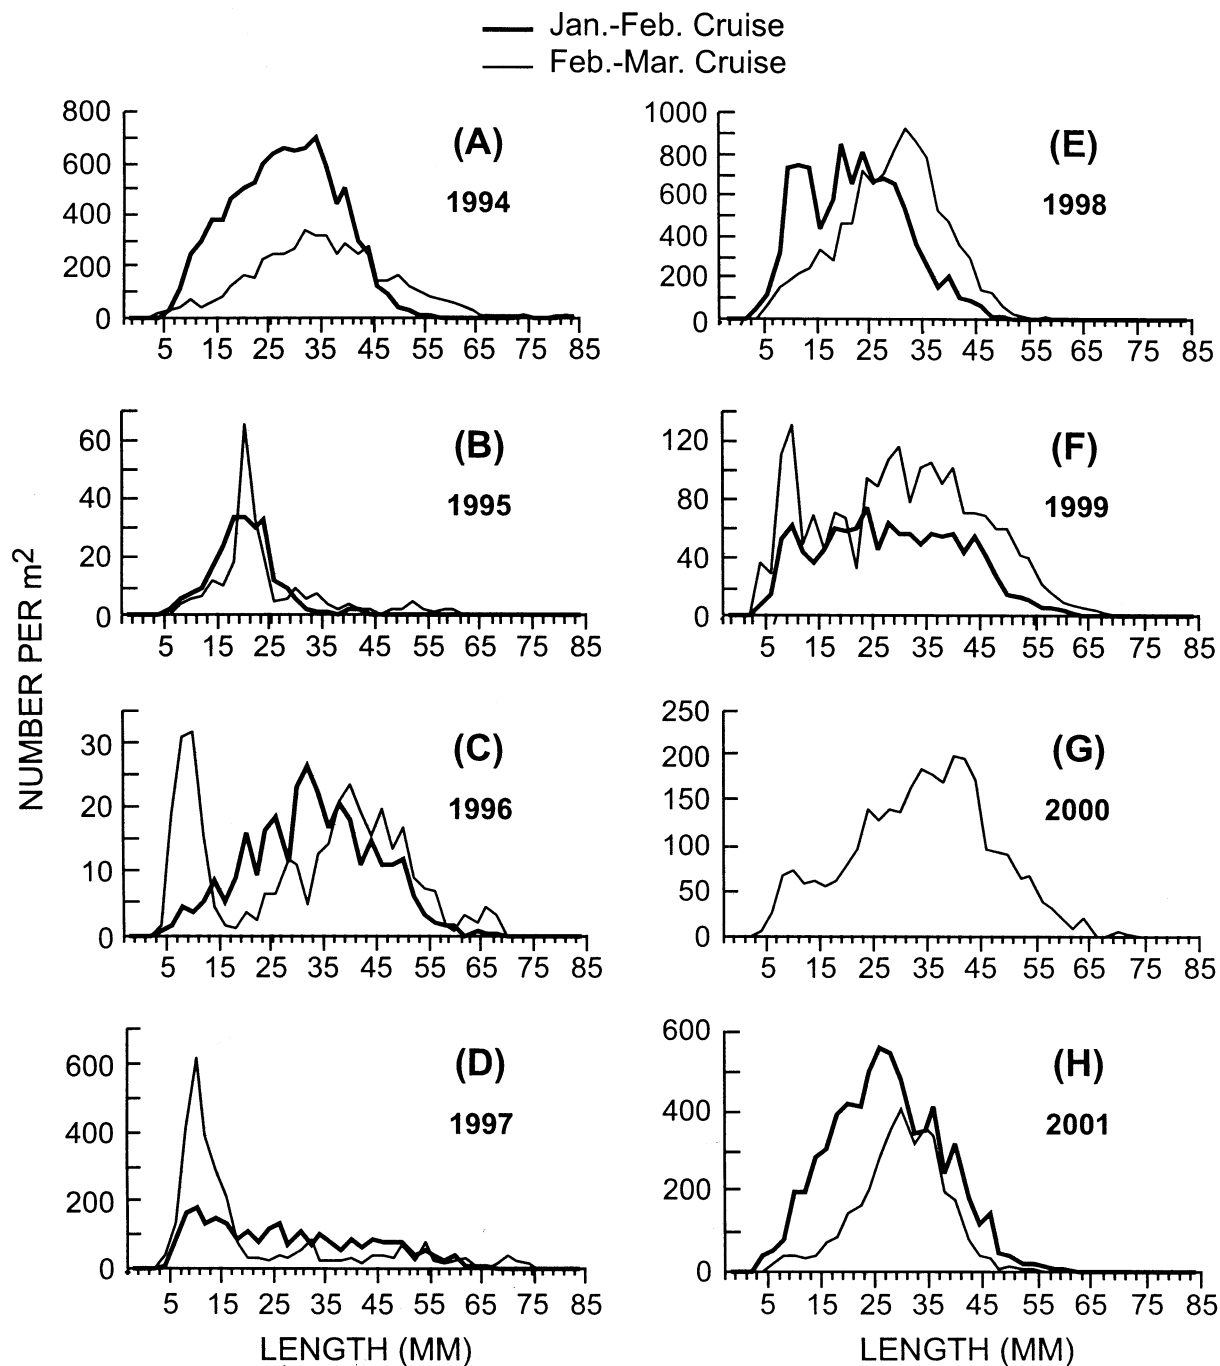 Jan.-Feb. Cruise
Feb.-Mar. Cruise
NUMBER PER m2
(A)
1994
800
600
400
200
0
5 15 25 35 45 55 65 75 85
(B)
1995
60
40
20
0
5 15 25 35 45 55 65 75 85
(C)
1996
30
20
10
0
5 15 25 35 45 55 65 75 85
(D)
1997
600
400
200
0
5 15 25 35 45 55 65 75 85
LENGTH (MM)
(E)
1998
1000
800
600
400
200
0
5 15 25 35 45 55 65 75 85
(F)
1999
120
80
40
0
5 15 25 35 45 55 65 75 85
(G)
2000
250
200
150
100
50
0
5 15 25 35 45 55 65 75 85
(H)
2001
600
400
200
0
5 15 25 35 45 55 65 75 85
LENGTH (MM)